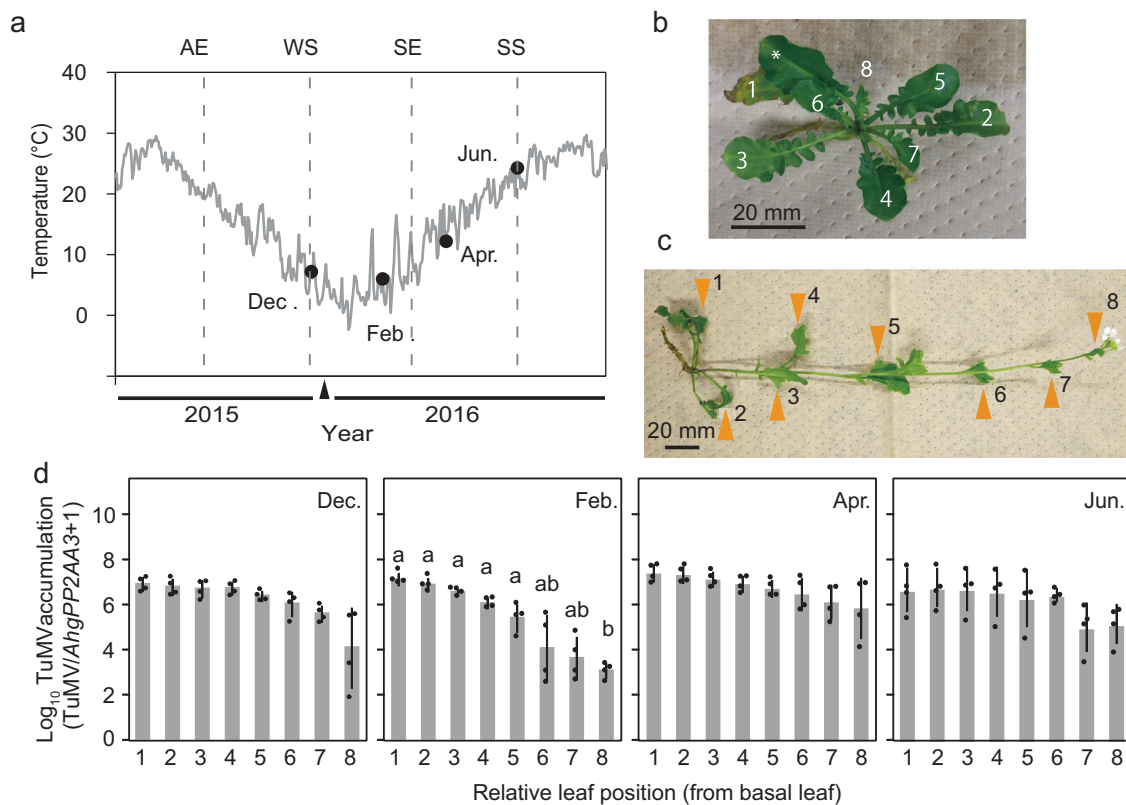 a
AE WS SE SS
40
30
20
10
0
Temperature (°C)
Dec .
Feb .
Apr.
Jun.
2015 2016
Year
b
*
1
2
3
4
5
6
7
8
20 mm
c
1
2
3
4
5
6
7
8
20 mm
d
Log10 TuMVaccumulation
(TuMV/AhgPP2AA3+1)
10
8
6
4
2
0
Dec.
Feb.
Apr.
Jun.
a a a a a ab ab b
1 2 3 4 5 6 7 8 1 2 3 4 5 6 7 8 1 2 3 4 5 6 7 8 1 2 3 4 5 6 7 8
Relative leaf position (from basal leaf)